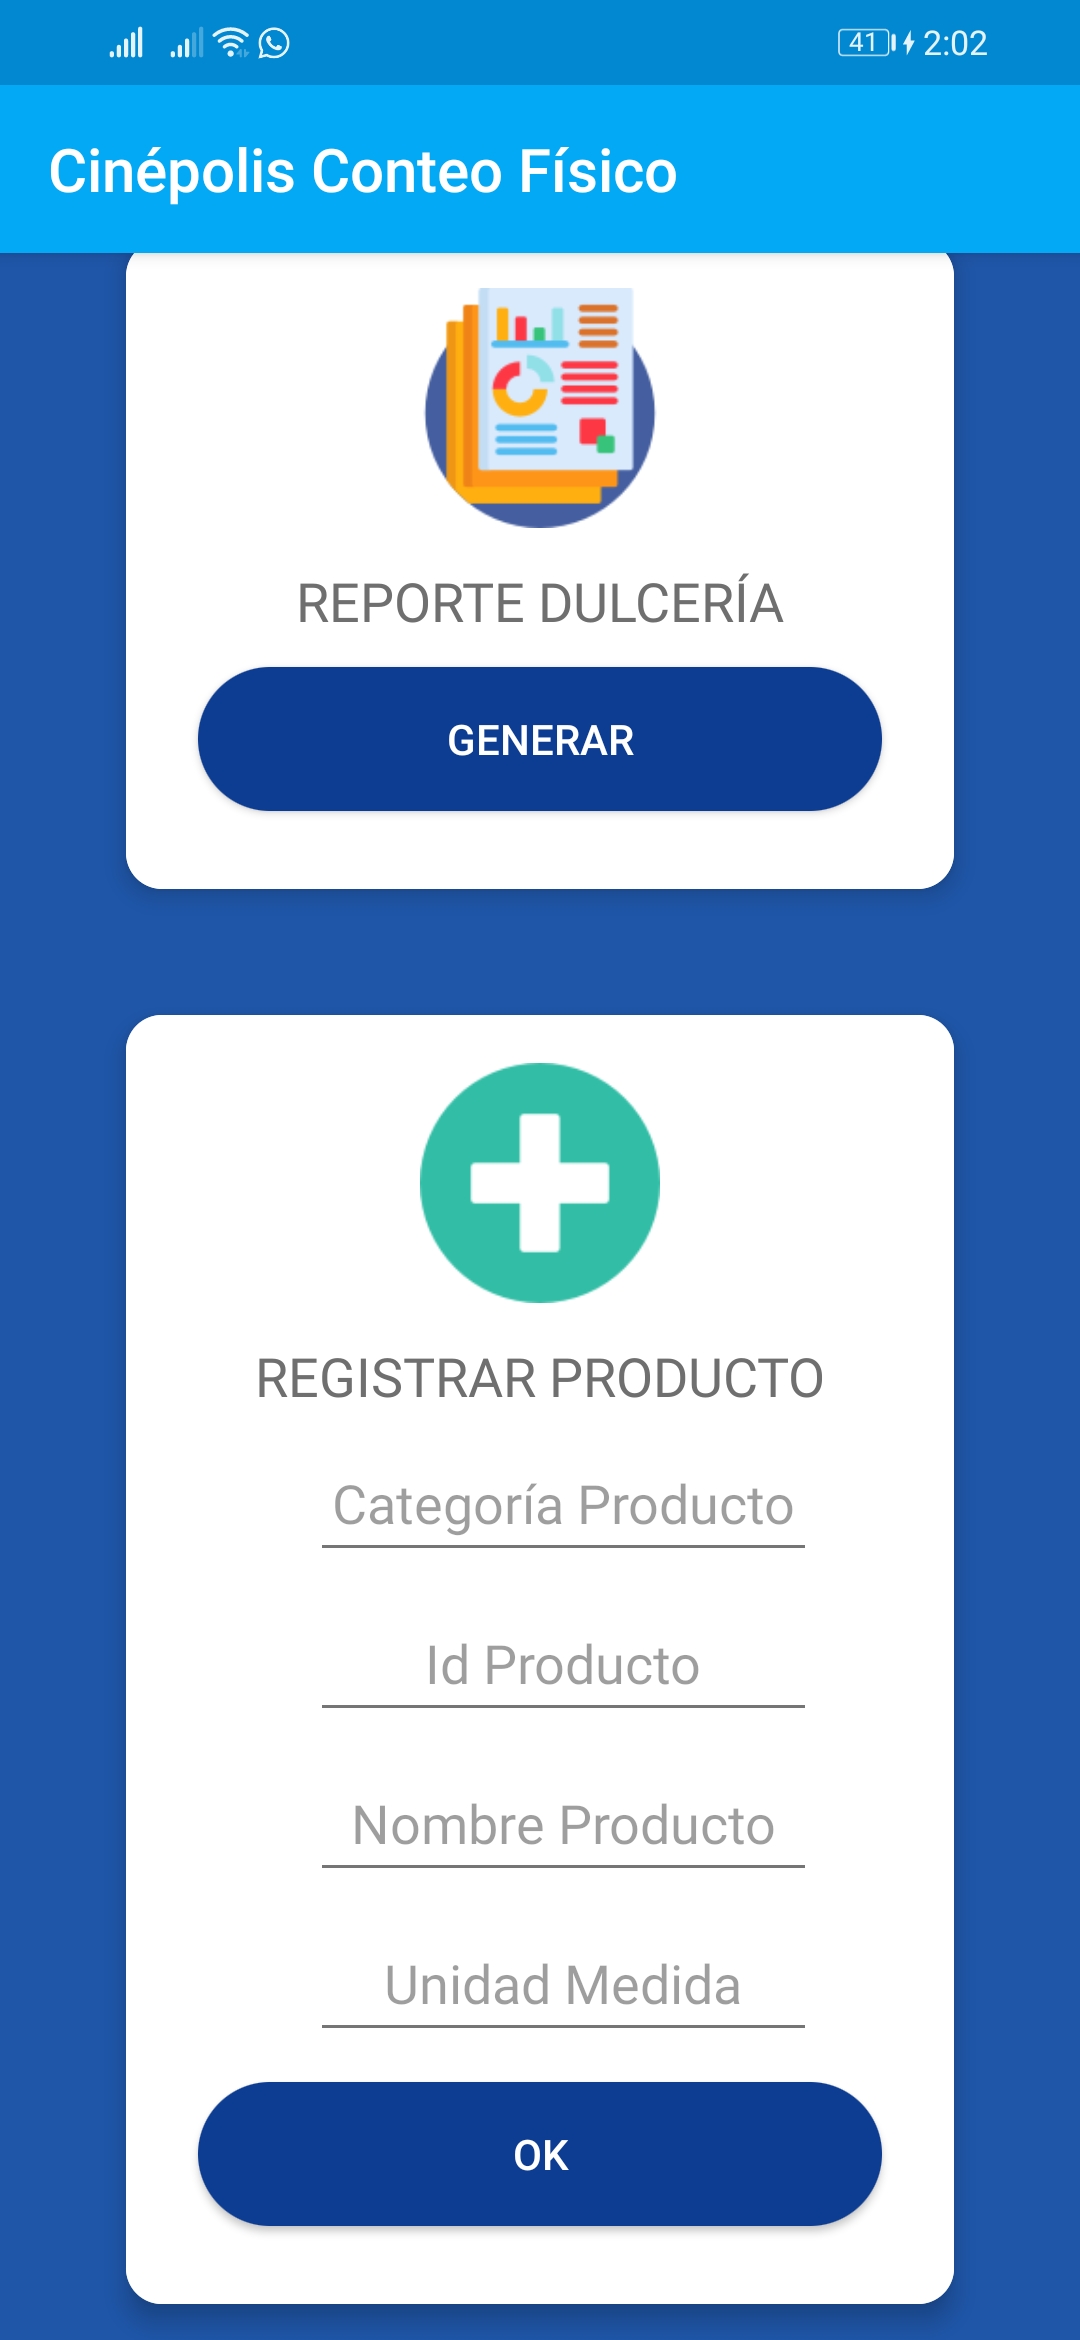 41 2:02
Cinépolis Conteo Físico
REPORTE DULCERÍA
GENERAR
REGISTRAR PRODUCTO
Categoría Producto
Id Producto
Nombre Producto
Unidad Medida
OK